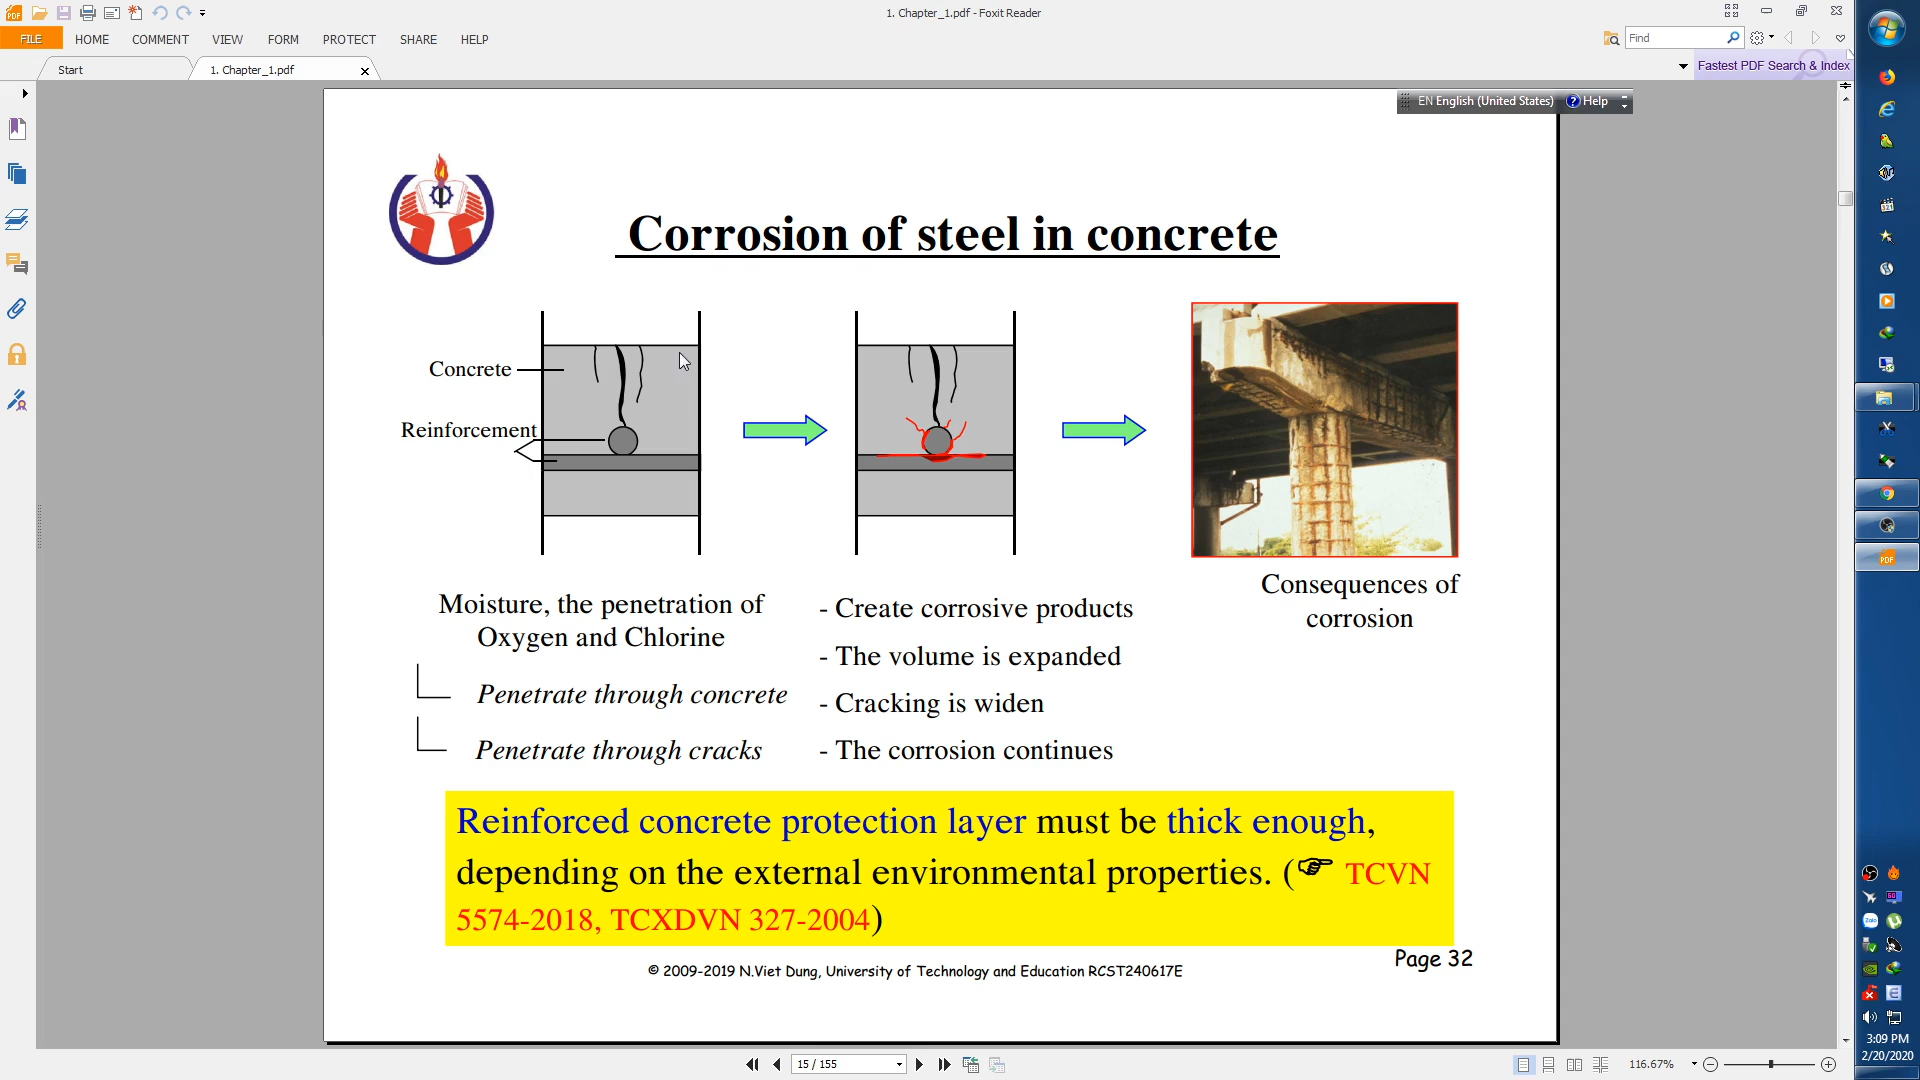 1. Chapter_1.pdf - Foxit Reader
FILE HOME COMMENT VIEW FORM PROTECT SHARE HELP
Find
Start
1. Chapter_1.pdf
Fastest PDF Search & Index
EN English (United States) Help
Corrosion of steel in concrete
Concrete
Reinforcement
Moisture, the penetration of
Oxygen and Chlorine
Penetrate through concrete
Penetrate through cracks
- Create corrosive products
- The volume is expanded
- Cracking is widen
- The corrosion continues
Consequences of
corrosion
Reinforced concrete protection layer must be thick enough,
depending on the external environmental properties. (☞ TCVN
5574-2018, TCXDVN 327-2004)
Page 32
© 2009-2019 N.Viet Dung, University of Technology and Education RCST240617E
15 / 155
116.67%
3:09 PM
2/20/2020